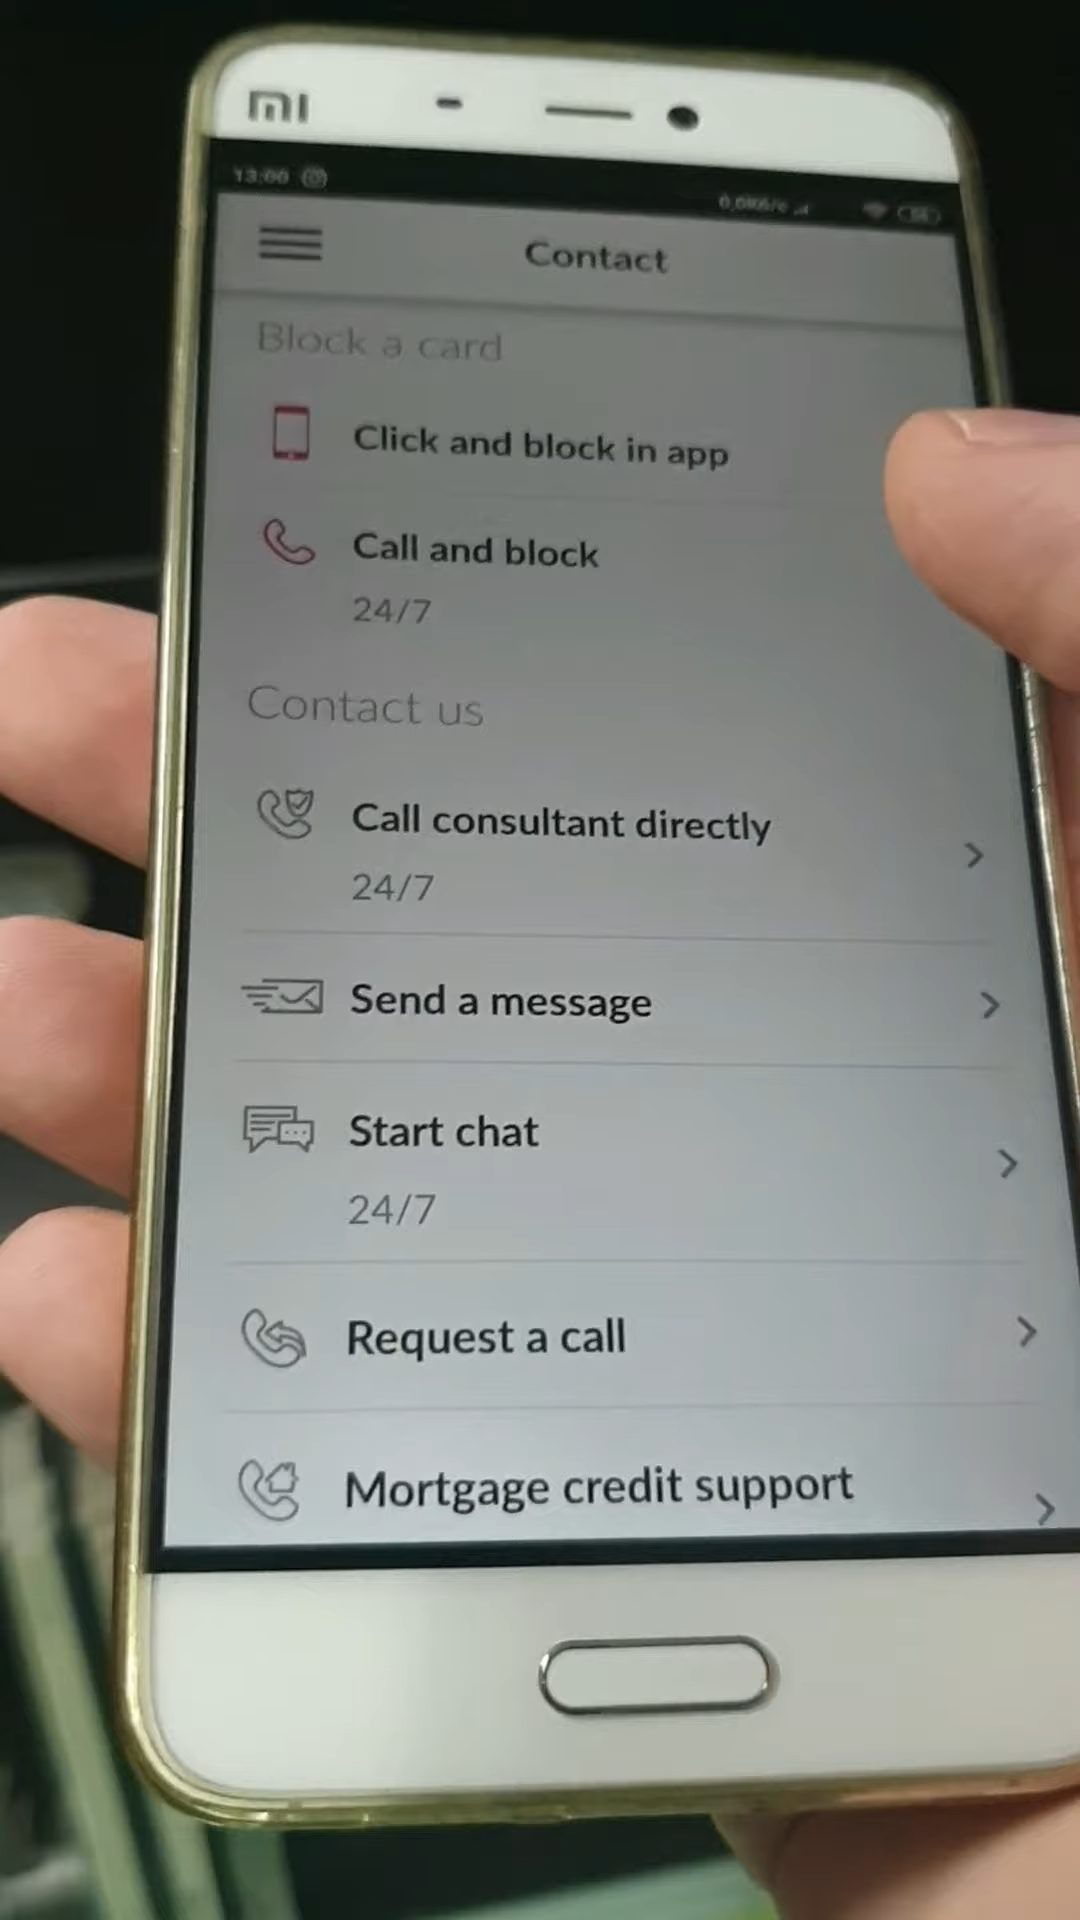 mi
13:00
Contact
Block a card
Click and block in app
Call and block
24/7
Contact us
Call consultant directly
24/7
Send a message
Start chat
24/7
Request a call
Mortgage credit support